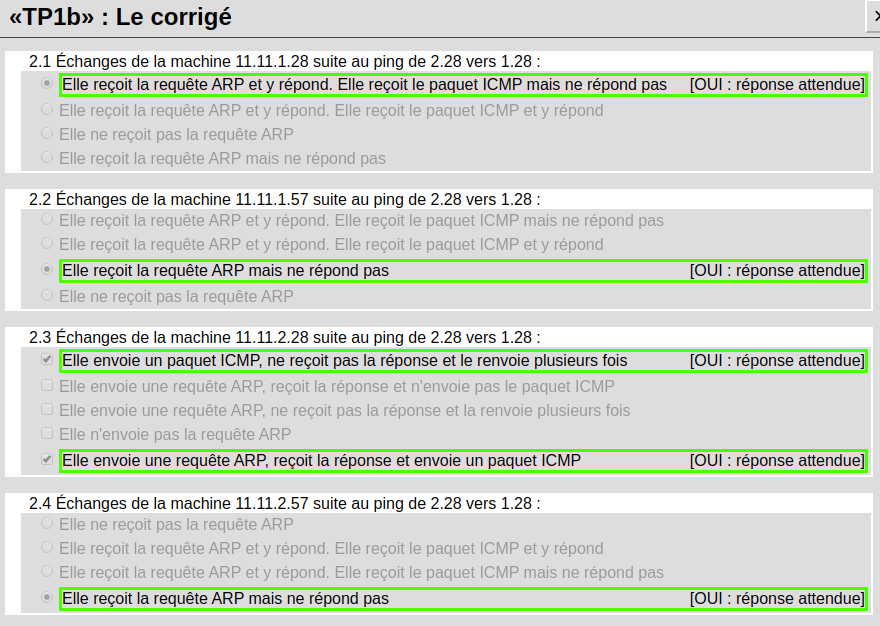 «TP1b» : Le corrigé
2.1 Échanges de la machine 11.11.1.28 suite au ping de 2.28 vers 1.28 :
Elle reçoit la requête ARP et y répond. Elle reçoit le paquet ICMP mais ne répond pas [OUI : réponse attendue]
Elle reçoit la requête ARP et y répond. Elle reçoit le paquet ICMP et y répond
Elle ne reçoit pas la requête ARP
Elle reçoit la requête ARP mais ne répond pas
2.2 Échanges de la machine 11.11.1.57 suite au ping de 2.28 vers 1.28 :
Elle reçoit la requête ARP et y répond. Elle reçoit le paquet ICMP mais ne répond pas
Elle reçoit la requête ARP et y répond. Elle reçoit le paquet ICMP et y répond
Elle reçoit la requête ARP mais ne répond pas [OUI : réponse attendue]
Elle ne reçoit pas la requête ARP
2.3 Échanges de la machine 11.11.2.28 suite au ping de 2.28 vers 1.28 :
Elle envoie un paquet ICMP, ne reçoit pas la réponse et le renvoie plusieurs fois [OUI : réponse attendue]
Elle envoie une requête ARP, reçoit la réponse et n'envoie pas le paquet ICMP
Elle envoie une requête ARP, ne reçoit pas la réponse et la renvoie plusieurs fois
Elle n'envoie pas la requête ARP
Elle envoie une requête ARP, reçoit la réponse et envoie un paquet ICMP [OUI : réponse attendue]
2.4 Échanges de la machine 11.11.2.57 suite au ping de 2.28 vers 1.28 :
Elle ne reçoit pas la requête ARP
Elle reçoit la requête ARP et y répond. Elle reçoit le paquet ICMP et y répond
Elle reçoit la requête ARP et y répond. Elle reçoit le paquet ICMP mais ne répond pas
Elle reçoit la requête ARP mais ne répond pas [OUI : réponse attendue]